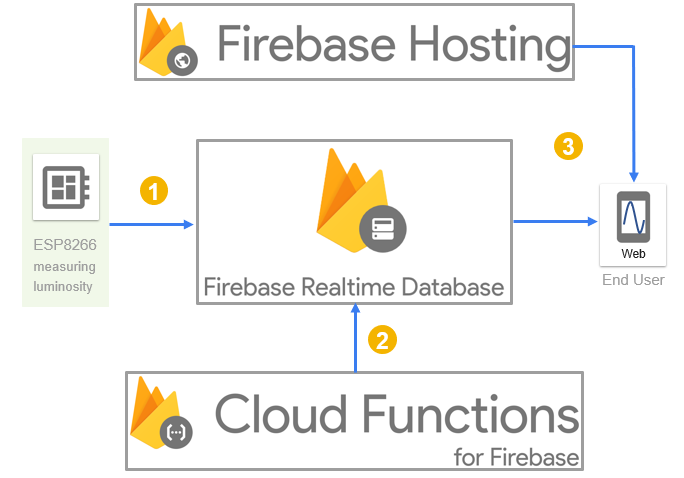 Firebase Hosting
1
3
ESP8266
measuring
luminosity
Firebase Realtime Database
Web
End User
2
Cloud Functions
for Firebase